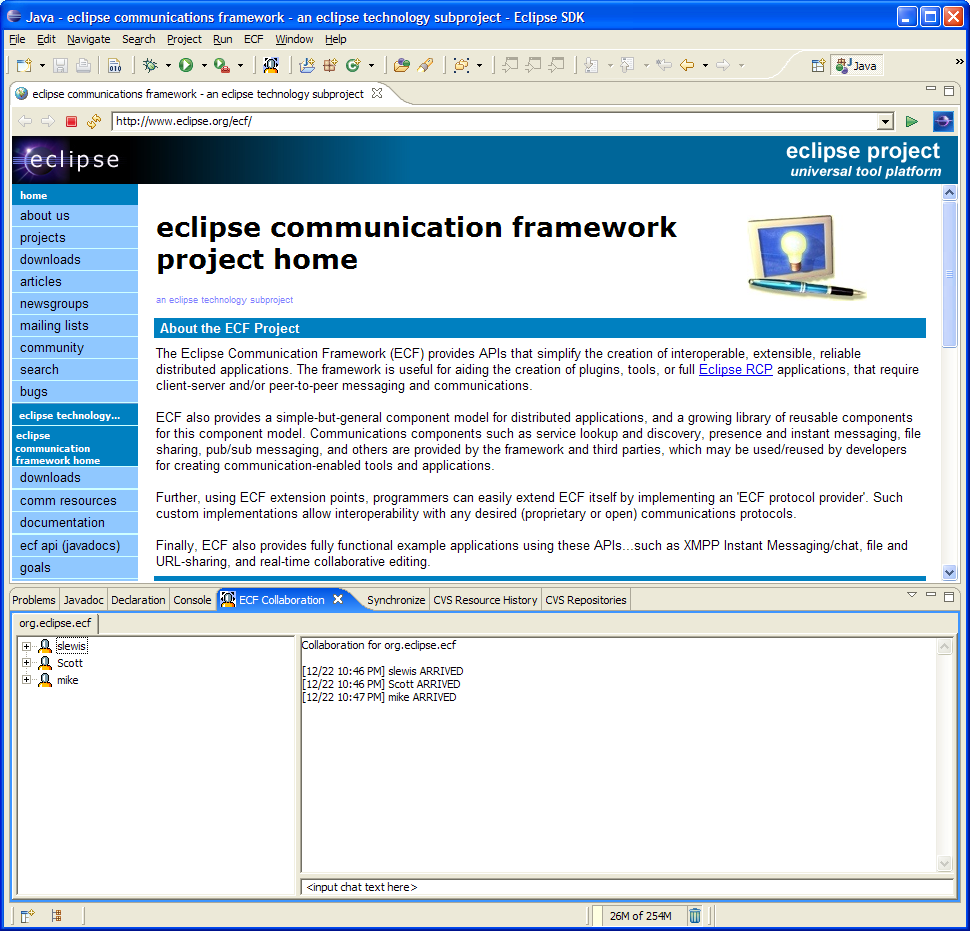 Java - eclipse communications framework - an eclipse technology subproject - Eclipse SDK
File Edit Navigate Search Project Run ECF Window Help
010
Java
»
eclipse communications framework - an eclipse technology subproject
http://www.eclipse.org/ecf/
eclipse
eclipse project
universal tool platform
home
about us
projects
downloads
articles
newsgroups
mailing lists
community
search
bugs
eclipse technology...
eclipse
communication
framework home
downloads
comm resources
documentation
ecf api (javadocs)
goals
eclipse communication framework
project home
an eclipse technology subproject
About the ECF Project
The Eclipse Communication Framework (ECF) provides APIs that simplify the creation of interoperable, extensible, reliable
distributed applications. The framework is useful for aiding the creation of plugins, tools, or full Eclipse RCP applications, that require
client-server and/or peer-to-peer messaging and communications.
ECF also provides a simple-but-general component model for distributed applications, and a growing library of reusable components
for this component model. Communications components such as service lookup and discovery, presence and instant messaging, file
sharing, pub/sub messaging, and others are provided by the framework and third parties, which may be used/reused by developers
for creating communication-enabled tools and applications.
Further, using ECF extension points, programmers can easily extend ECF itself by implementing an 'ECF protocol provider'. Such
custom implementations allow interoperability with any desired (proprietary or open) communications protocols.
Finally, ECF also provides fully functional example applications using these APIs...such as XMPP Instant Messaging/chat, file and
URL-sharing, and real-time collaborative editing.
Problems Javadoc Declaration Console ECF Collaboration Synchronize CVS Resource History CVS Repositories
org.eclipse.ecf
slewis
Scott
mike
Collaboration for org.eclipse.ecf
[12/22 10:46 PM] slewis ARRIVED
[12/22 10:46 PM] Scott ARRIVED
[12/22 10:47 PM] mike ARRIVED
<input chat text here>
26M of 254M